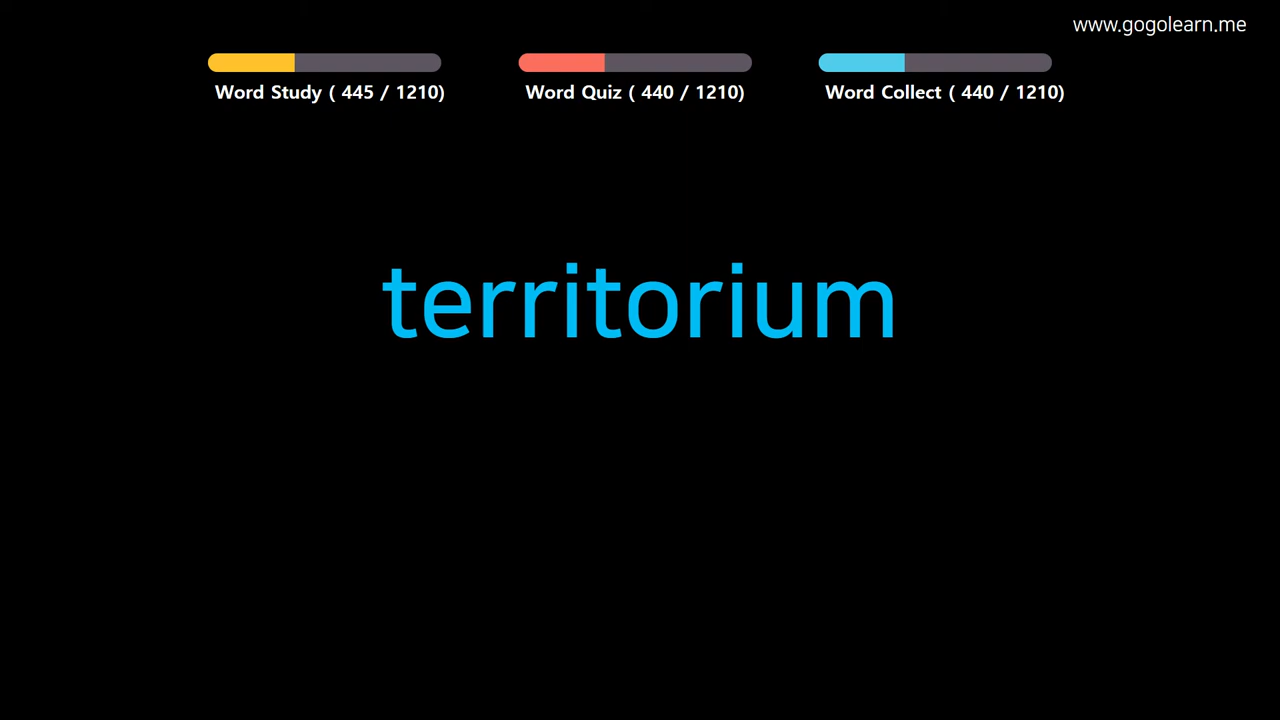 www.gogolearn.me
Word Study ( 445 / 1210)
Word Quiz ( 440 / 1210)
Word Collect ( 440 / 1210)
territorium